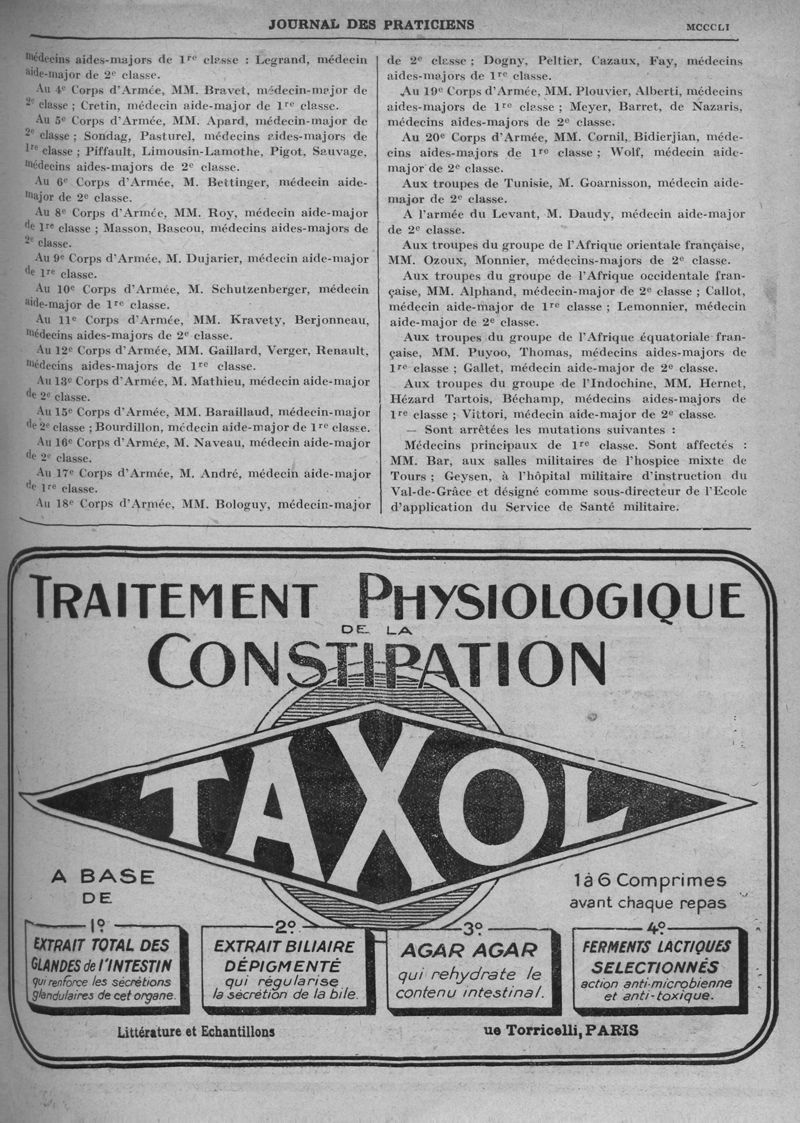 JOURNAL DES PRATICIENS
MCCCLI
médecins aides-majors de 1re classe : Legrand, médecin
aide-major de 2e classe.
Au 4e Corps d'Armée, MM. Bravet, médecin-major de
2e classe ; Cretin, médecin aide-major de 1re classe.
Au 5e Corps d'Armée, MM. Apard, médecin-major de
2e classe ; Sondag, Pasturel, médecins aides-majors de
1re classe ; Piffault, Limousin-Lamothe, Pigot, Sauvage,
médecins aides-majors de 2e classe.
Au 6e Corps d'Armée, M. Bettinger, médecin aide-
major de 2e classe.
Au 8e Corps d'Armée, MM. Roy, médecin aide-major
de 1re classe ; Masson, Bascou, médecins aides-majors de
2e classe.
Au 9e Corps d'Armée, M. Dujarier, médecin aide-major
de 1re classe.
Au 10e Corps d'Armée, M. Schutzenberger, médecin
aide-major de 1re classe.
Au 11e Corps d'Armée, MM. Kravety, Berjonneau,
médecins aides-majors de 2e classe.
Au 12e Corps d'Armée, MM. Gaillard, Verger, Renault,
médecins aides-majors de 1re classe.
Au 13e Corps d'Armée, M. Mathieu, médecin aide-major
de 2e classe.
Au 15e Corps d'Armée, MM. Baraillaud, médecin-major
de 2e classe ; Bourdillon, médecin aide-major de 1re classe.
Au 16e Corps d'Armée, M. Naveau, médecin aide-major
de 2e classe.
Au 17e Corps d'Armée, M. André, médecin aide-major
de 1re classe.
Au 18e Corps d'Armée, MM. Bologuy, médecin-major
de 2e classe ; Dogny, Peltier, Cazaux, Fay, médecins
aides-majors de 1re classe.
Au 19e Corps d'Armée, MM. Plouvier, Alberti, médecins
aides-majors de 1re classe ; Meyer, Barret, de Nazaris,
médecins aides-majors de 2e classe.
Au 20e Corps d'Armée, MM. Cornil, Bidierjian, méde-
cins aides-majors de 1re classe ; Wolf, médecin aide-
major de 2e classe.
Aux troupes de Tunisie, M. Goarnisson, médecin aide-
major de 2e classe.
A l'armée du Levant, M. Daudy, médecin aide-major
de 2e classe.
Aux troupes du groupe de l'Afrique orientale française,
MM. Ozoux, Monnier, médecins-majors de 2e classe.
Aux troupes du groupe de l'Afrique occidentale fran-
çaise, MM. Alphand, médecin-major de 2e classe ; Callot,
médecin aide-major de 1re classe ; Lemonnier, médecin
aide-major de 2e classe.
Aux troupes du groupe de l'Afrique équatoriale fran-
çaise, MM. Puyoo, Thomas, médecins aides-majors de
1re classe ; Gallet, médecin aide-major de 2e classe.
Aux troupes du groupe de l'Indochine, MM. Hernet,
Hézard Tartois, Béchamp, médecins aides-majors de
1re classe ; Vittori, médecin aide-major de 2e classe.
— Sont arrêtées les mutations suivantes :
Médecins principaux de 1re classe. Sont affectés :
MM. Bar, aux salles militaires de l'hospice mixte de
Tours ; Geysen, à l'hôpital militaire d'instruction du
Val-de-Grâce et désigné comme sous-directeur de l'Ecole
d'application du Service de Santé militaire.
TRAITEMENT PHYSIOLOGIQUE
DE LA
CONSTIPATION
TAXOL
A BASE
DE
1à 6 Comprimes
avant chaque repas
1º
EXTRAIT TOTAL DES
GLANDES de l'INTESTIN
qui renforce les sécrétions
glandulaires de cet organe.
2º
EXTRAIT BILIAIRE
DÉPIGMENTÉ
qui régularise
la sécrétion de la bile.
3º
AGAR AGAR
qui rehydrate le
contenu intestinal.
4º
FERMENTS LACTIQUES
SELECTIONNÉS
action anti-microbienne
et anti-toxique.
Littérature et Echantillons
ue Torricelli, PARIS